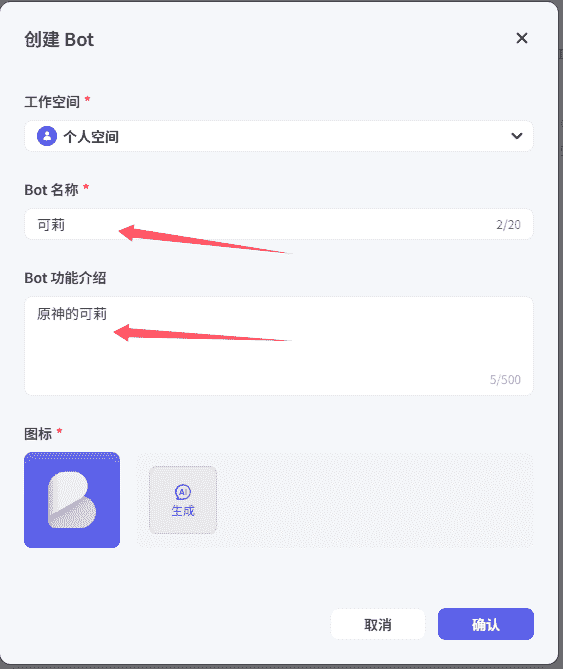 创建 Bot
工作空间 *
个人空间
Bot 名称 *
可莉
2/20
Bot 功能介绍
原神的可莉
5/500
图标 *
AI
生成
取消
确认